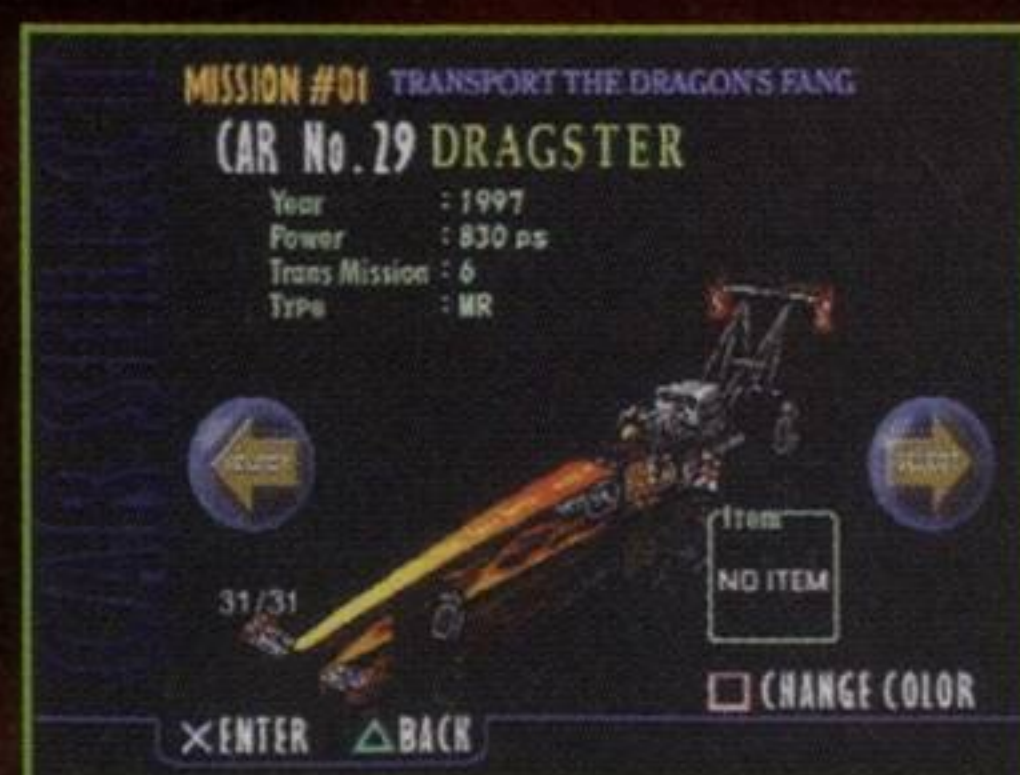 MISSION #01 TRANSPORT THE DRAGON'S FANG
CAR No. 29 DRAGSTER
Year : 1997
Power : 830 ps
Trans Mission : 6
Type : MR
Item
NO ITEM
31/31
CHANGE COLOR
ENTER BACK